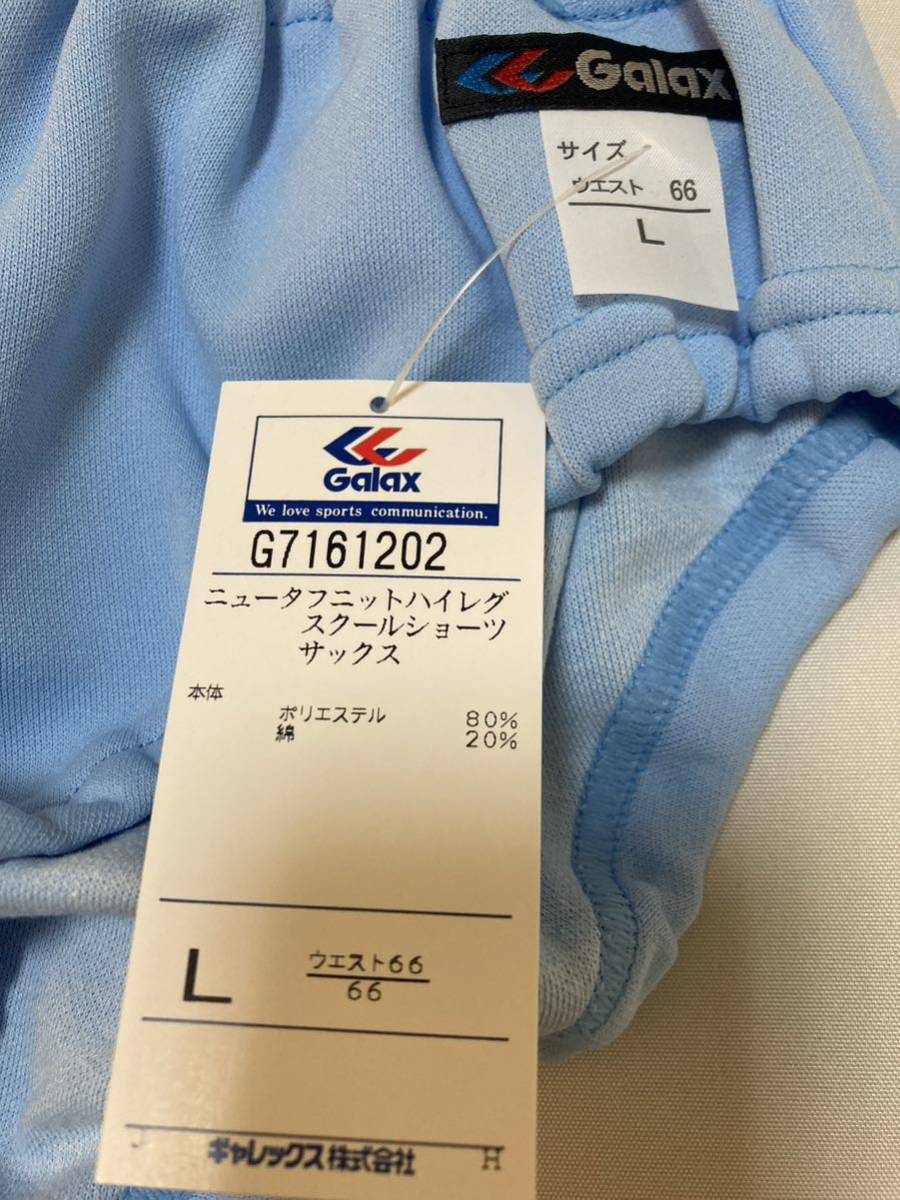 Galax
サイズ
ウエスト 66
L
Galax
We love sports communication.
G7161202
ニュータフニットハイレグ
スクールショーツ
サックス
本体
ポリエステル 80%
綿 20%
L
ウエスト66
66
ギャレックス株式会社 H